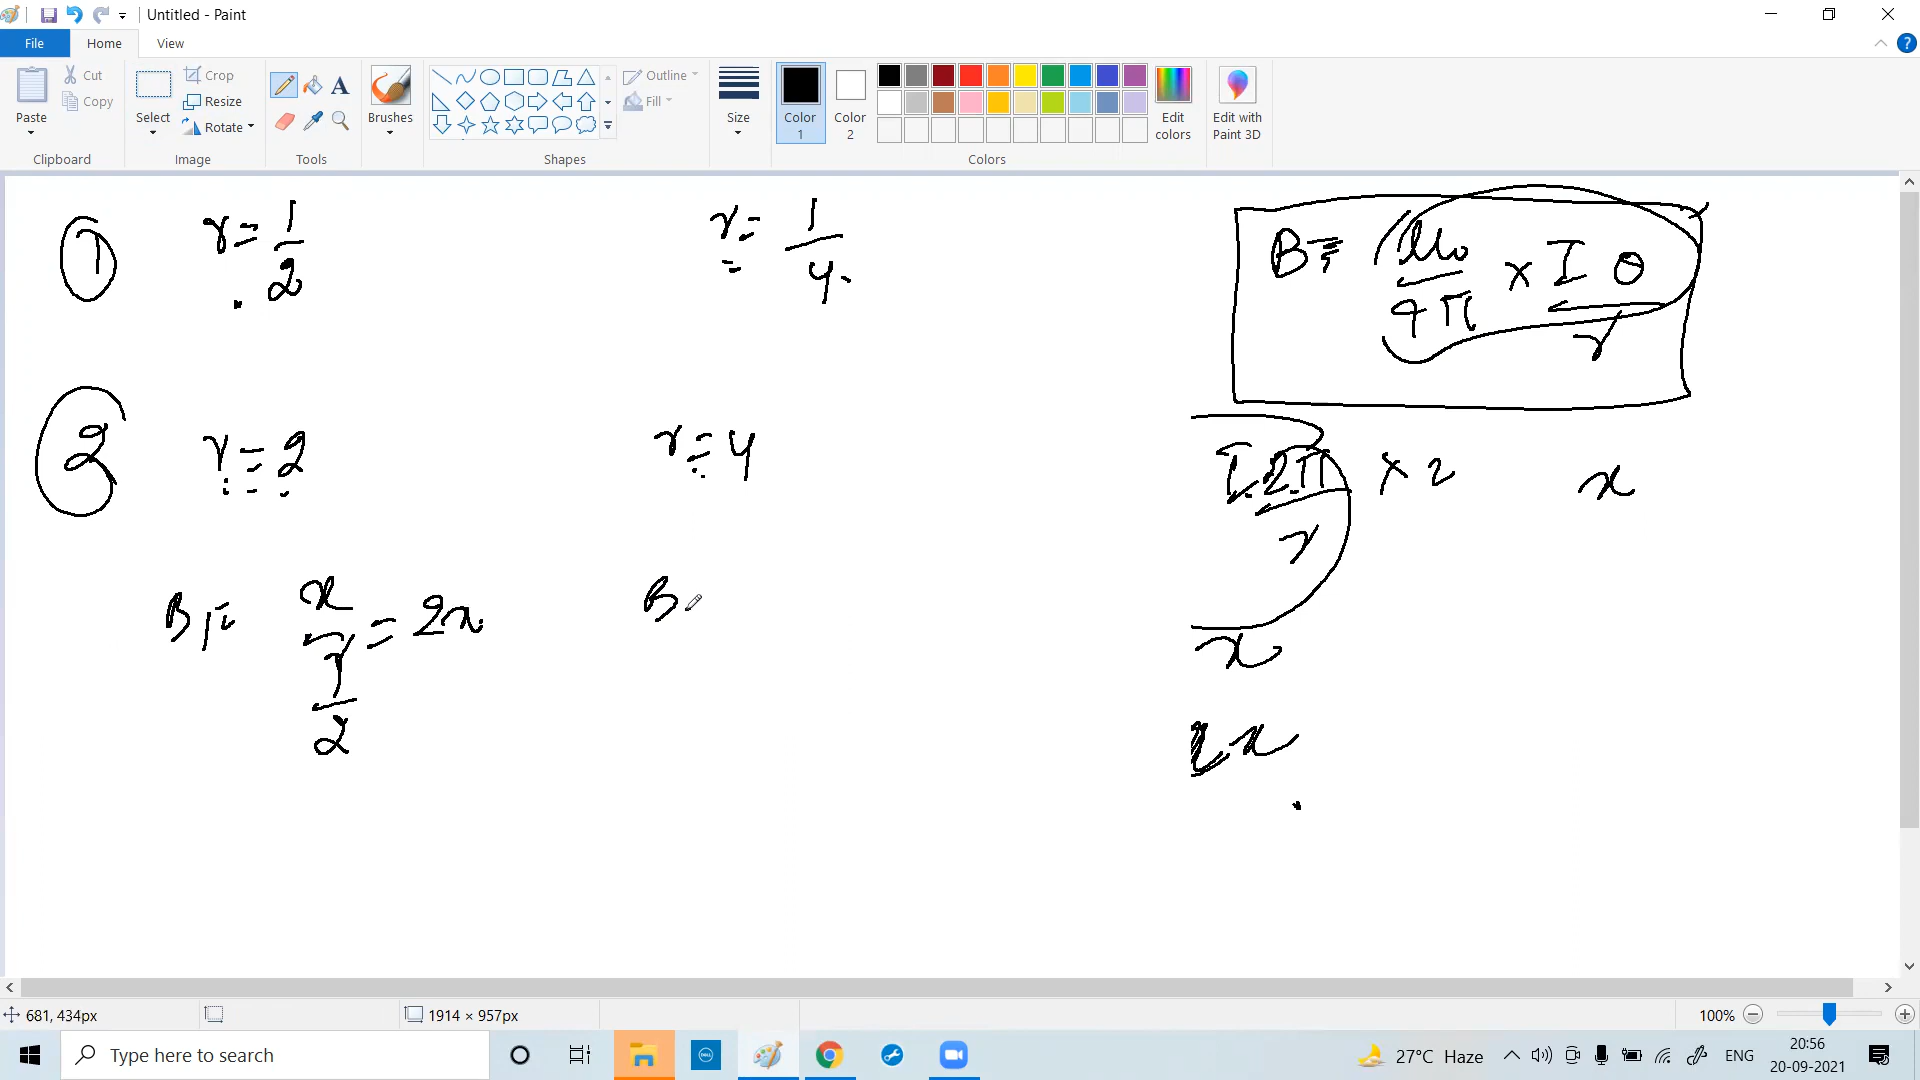 Untitled - Paint
File Home View
Paste
Cut
Copy
Clipboard
Select
Crop
Resize
Rotate
Image
Tools
Brushes
Shapes
Outline
Fill
Size
Color 1
Color 2
Edit colors
Colors
Edit with Paint 3D
① r = 1/2 r = 1/4
B = μ₀/4π × I θ/r
② r = 2 r = 4
I 2π/r × 2 x
B₁ = x/(1/2) = 2x B
x
2x
681, 434px 1914 × 957px 100%
Type here to search DELL 27°C Haze ENG 20:56
20-09-2021